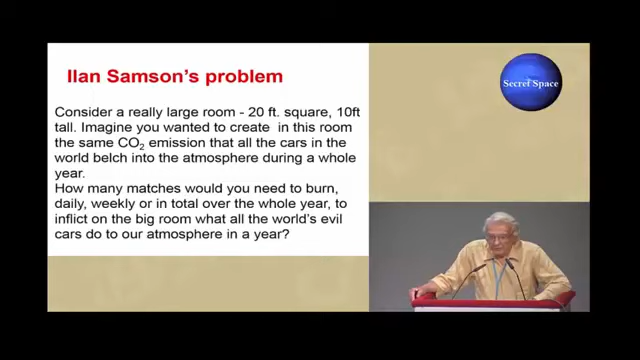 Ilan Samson's problem
Secret Space
Consider a really large room - 20 ft. square, 10ft
tall. Imagine you wanted to create in this room
the same CO2 emission that all the cars in the
world belch into the atmosphere during a whole
year.
How many matches would you need to burn,
daily, weekly or in total over the whole year, to
inflict on the big room what all the world's evil
cars do to our atmosphere in a year?